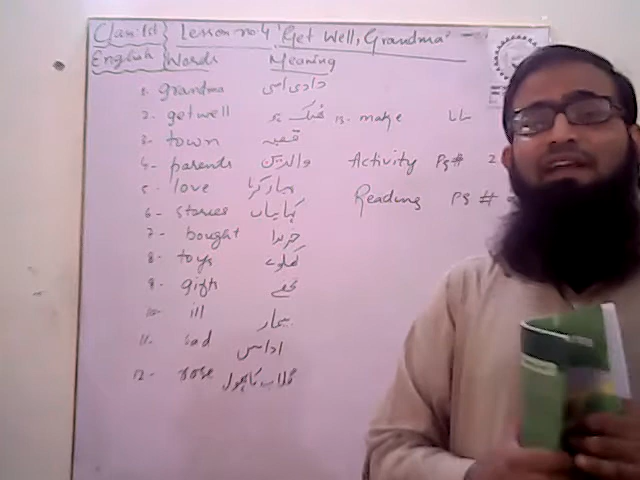 Class: 1st Lesson no 4 'Get Well, Grandma'
English Words Meaning
1. grandma دادی امی
2. get well ٹھیک ہو 13. make
3. town قصبہ
4. parents والدین Activity Pg# 2
5. love پیار کرنا
6. stories کہانیاں Reading Pg #
7. bought خریدا
8. toys کھلونے
9. gifts تحفے
10. ill بیمار
11. sad اداس
12. rose گلاب کا پھول